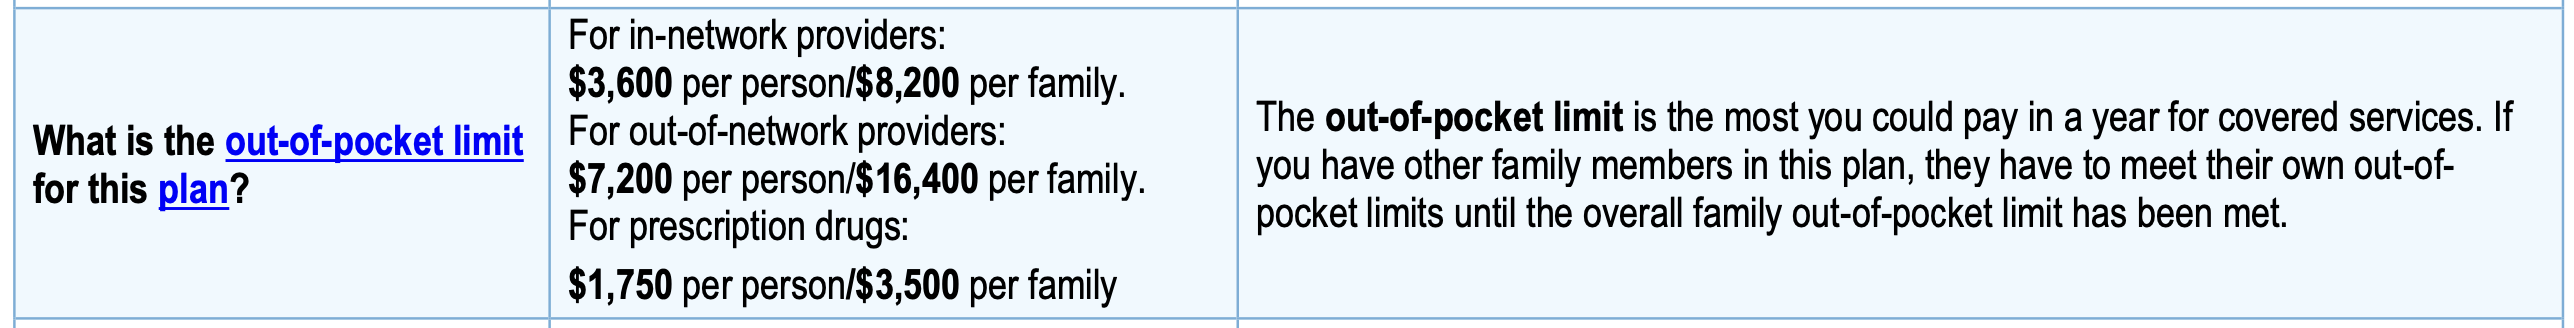 What is the out-of-pocket limit
for this plan?
For in-network providers:
$3,600 per person/$8,200 per family.
For out-of-network providers:
$7,200 per person/$16,400 per family.
For prescription drugs:
$1,750 per person/$3,500 per family
The out-of-pocket limit is the most you could pay in a year for covered services. If
you have other family members in this plan, they have to meet their own out-of-
pocket limits until the overall family out-of-pocket limit has been met.